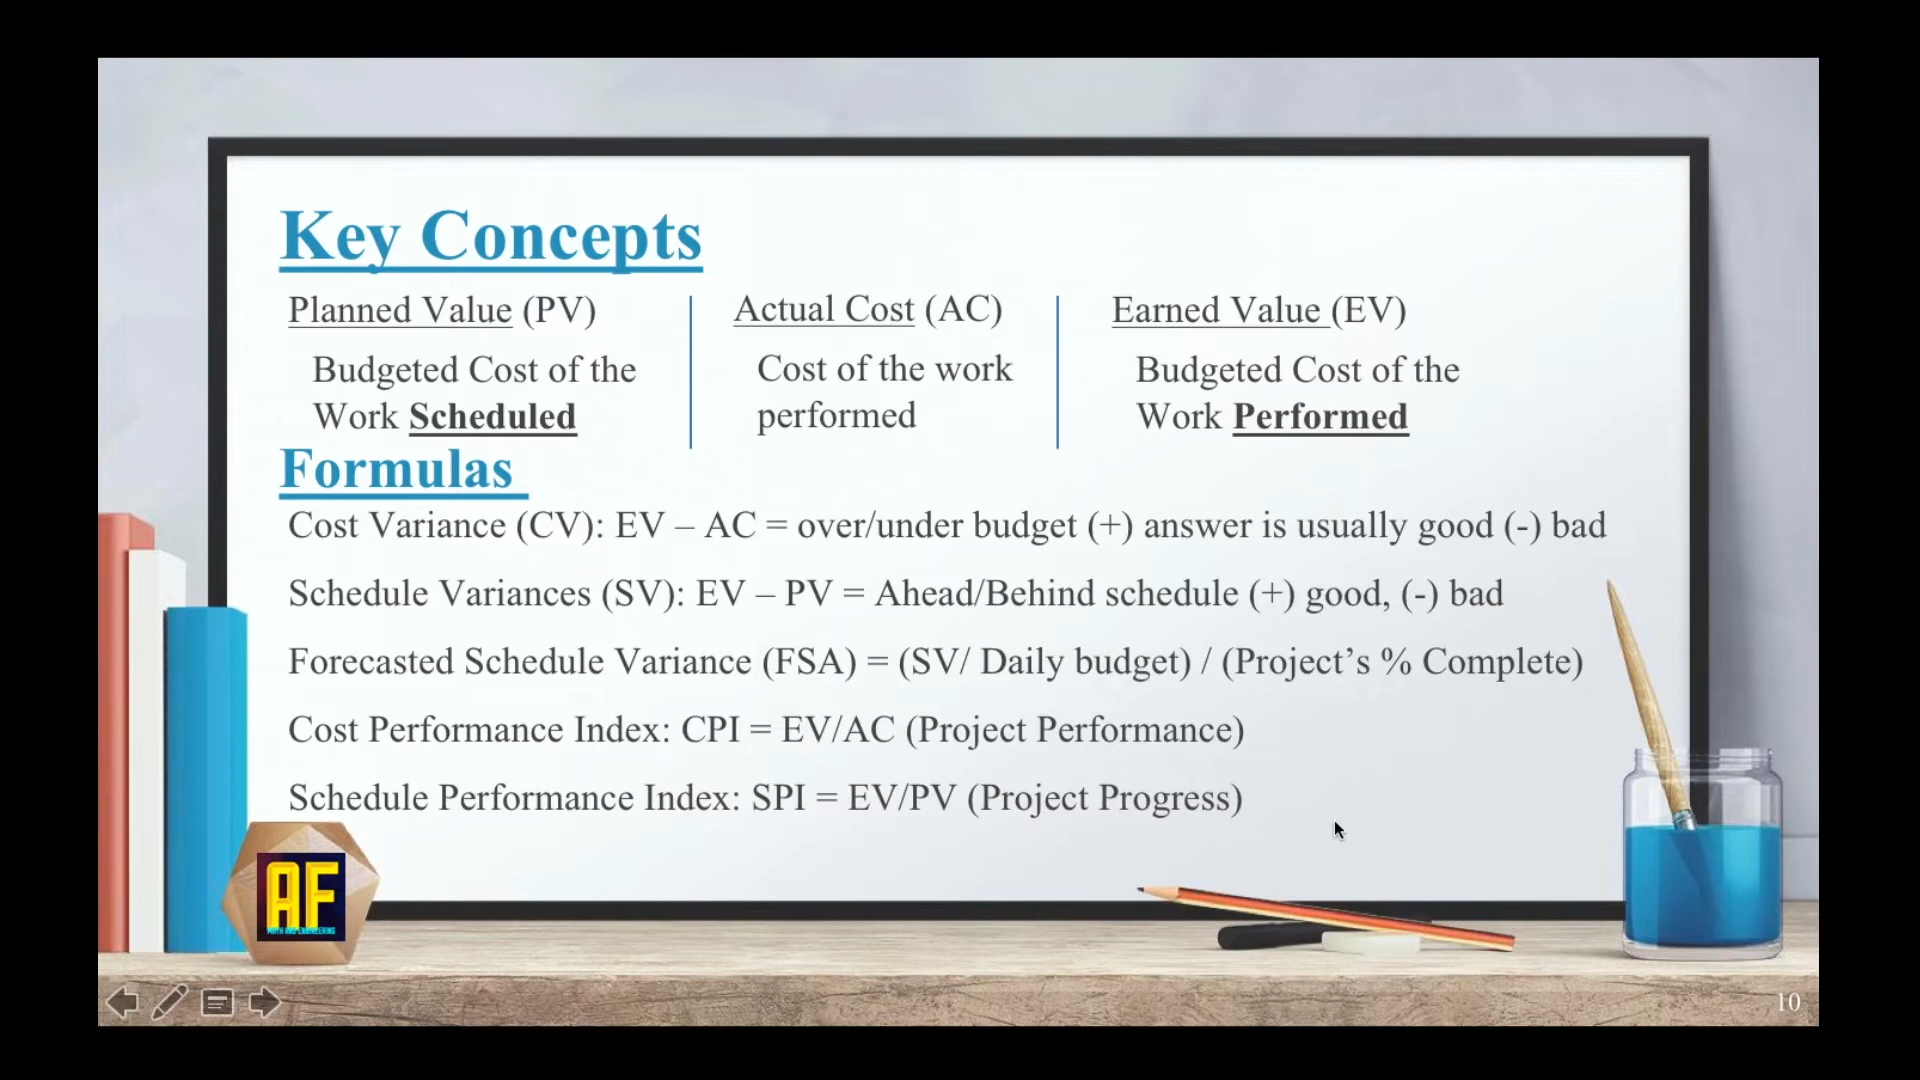 Key Concepts
Planned Value (PV)
Budgeted Cost of the
Work Scheduled
Actual Cost (AC)
Cost of the work
performed
Earned Value (EV)
Budgeted Cost of the
Work Performed
Formulas
Cost Variance (CV): EV – AC = over/under budget (+) answer is usually good (-) bad
Schedule Variances (SV): EV – PV = Ahead/Behind schedule (+) good, (-) bad
Forecasted Schedule Variance (FSA) = (SV/ Daily budget) / (Project’s % Complete)
Cost Performance Index: CPI = EV/AC (Project Performance)
Schedule Performance Index: SPI = EV/PV (Project Progress)
AF
MATH AND ENGINEERING
10